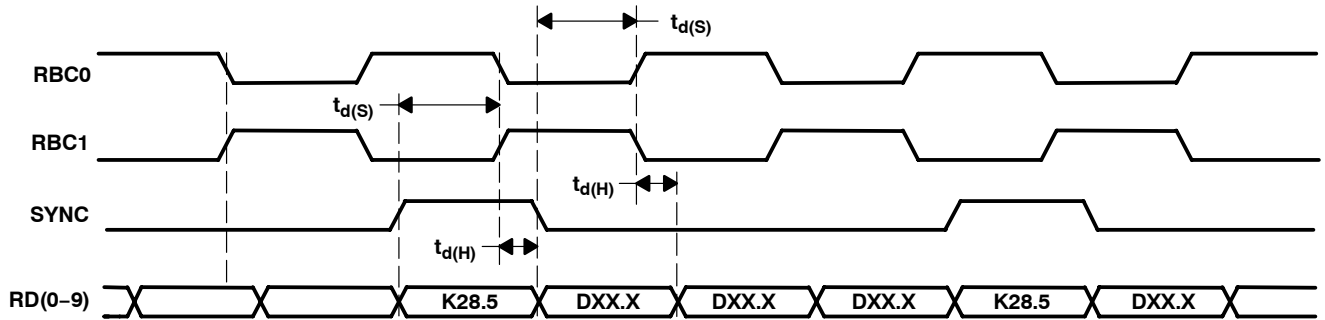 t_d(S)
RBC0
t_d(S)
RBC1
t_d(H)
SYNC
t_d(H)
RD(0−9) K28.5 DXX.X DXX.X DXX.X K28.5 DXX.X